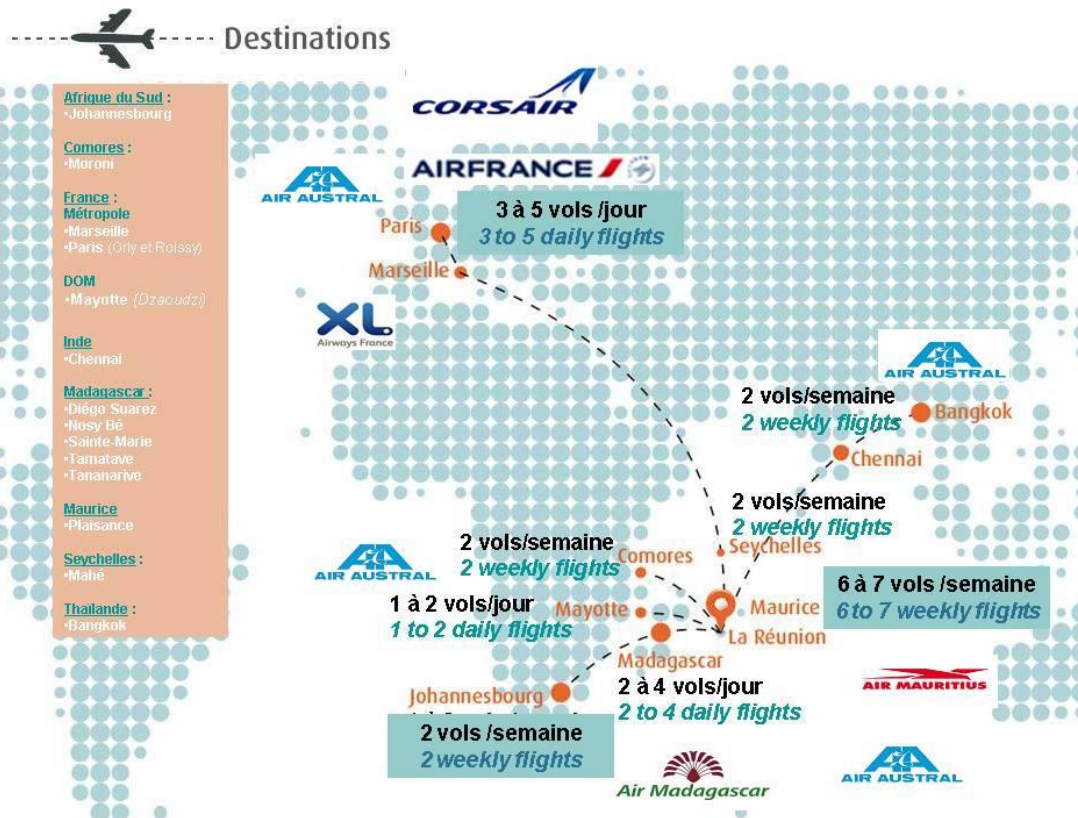 Destinations
Afrique du Sud :
•Johannesbourg
Comores :
•Moroni
France :
Métropole
•Marseille
•Paris (Orly et Roissy)
DOM
•Mayotte (Dzaoudzi)
Inde
•Chennai
Madagascar :
•Diégo Suarez
•Nosy Bé
•Sainte-Marie
•Tamatave
•Tananarive
Maurice
•Plaisance
Seychelles :
•Mahé
Thaïlande :
•Bangkok
CORSAIR
AIRFRANCE
AIR AUSTRAL
3 à 5 vols /jour
3 to 5 daily flights
Paris
Marseille
XL
Airways France
AIR AUSTRAL
2 vols/semaine
2 weekly flights
Bangkok
Chennai
2 vols/semaine
2 weekly flights
Seychelles
2 vols/semaine
2 weekly flights
Comores
AIR AUSTRAL
1 à 2 vols/jour
1 to 2 daily flights
Mayotte
Maurice
6 à 7 vols /semaine
6 to 7 weekly flights
La Réunion
Madagascar
2 à 4 vols/jour
2 to 4 daily flights
Johannesbourg
2 vols /semaine
2 weekly flights
AIR MAURITIUS
Air Madagascar
AIR AUSTRAL